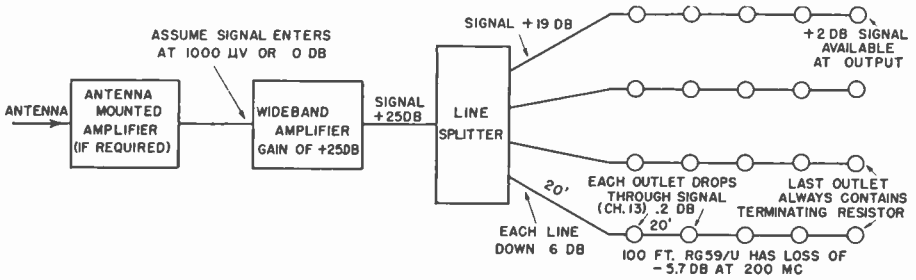 ASSUME SIGNAL ENTERS
AT 1000 µV OR 0 DB
ANTENNA
ANTENNA
MOUNTED
AMPLIFIER
(IF REQUIRED)
WIDEBAND
AMPLIFIER
GAIN OF +25DB
SIGNAL
+25DB
LINE
SPLITTER
SIGNAL +19 DB
+2 DB SIGNAL
AVAILABLE
AT OUTPUT
20'
EACH LINE
DOWN 6 DB
EACH OUTLET DROPS
THROUGH SIGNAL
(CH.13) .2 DB
20'
LAST OUTLET
ALWAYS CONTAINS
TERMINATING RESISTOR
100 FT. RG59/U HAS LOSS OF
-5.7 DB AT 200 MC